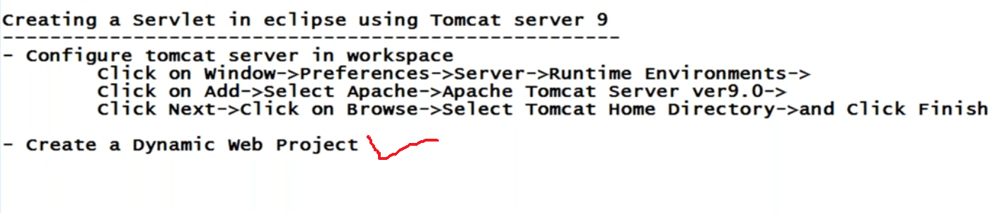 Creating a Servlet in eclipse using Tomcat server 9
----------------------------------------------------
- Configure tomcat server in workspace
Click on Window->Preferences->Server->Runtime Environments->
Click on Add->Select Apache->Apache Tomcat Server ver9.0->
Click Next->Click on Browse->Select Tomcat Home Directory->and Click Finish
- Create a Dynamic Web Project